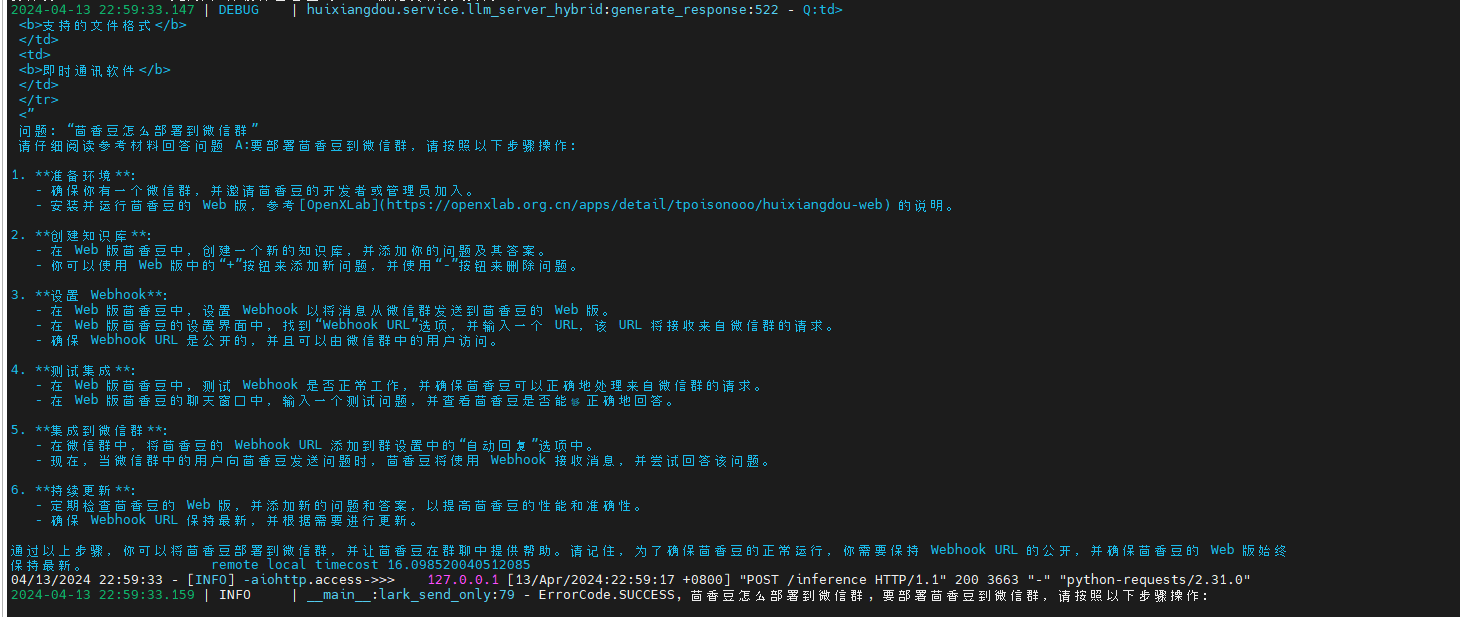 2024-04-13 22:59:33.147 | DEBUG    | huixiangdou.service.llm_server_hybrid:generate_response:522 - Q:td>
<b>支持的文件格式</b>
</td>
<td>
<b>即时通讯软件</b>
</td>
</tr>
<”
问题: “茴香豆怎么部署到微信群”
请仔细阅读参考材料回答问题 A:要部署茴香豆到微信群, 请按照以下步骤操作:
1. **准备环境**:
- 确保你有一个微信群, 并邀请茴香豆的开发者或管理员加入。
- 安装并运行茴香豆的 Web 版, 参考[OpenXLab](https://openxlab.org.cn/apps/detail/tpoisonooo/huixiangdou-web) 的说明。
2. **创建知识库**:
- 在 Web 版茴香豆中, 创建一个新的知识库, 并添加你的问题及其答案。
- 你可以使用 Web 版中的“+”按钮来添加新问题, 并使用“-”按钮来删除问题。
3. **设置 Webhook**:
- 在 Web 版茴香豆中, 设置 Webhook 以将消息从微信群发送到茴香豆的 Web 版。
- 在 Web 版茴香豆的设置界面中, 找到“Webhook URL”选项, 并输入一个 URL, 该 URL 将接收来自微信群的请求。
- 确保 Webhook URL 是公开的, 并且可以由微信群中的用户访问。
4. **测试集成**:
- 在 Web 版茴香豆中, 测试 Webhook 是否正常工作, 并确保茴香豆可以正确地处理来自微信群的请求。
- 在 Web 版茴香豆的聊天窗口中, 输入一个测试问题, 并查看茴香豆是否能够正确地回答。
5. **集成到微信群**:
- 在微信群中, 将茴香豆的 Webhook URL 添加到群设置中的“自动回复”选项中。
- 现在, 当微信群中的用户向茴香豆发送问题时, 茴香豆将使用 Webhook 接收消息, 并尝试回答该问题。
6. **持续更新**:
- 定期检查茴香豆的 Web 版, 并添加新的问题和答案, 以提高茴香豆的性能和准确性。
- 确保 Webhook URL 保持最新, 并根据需要进行更新。
通过以上步骤, 你可以将茴香豆部署到微信群, 并让茴香豆在群聊中提供帮助。请记住, 为了确保茴香豆的正常运行, 你需要保持 Webhook URL 的公开, 并确保茴香豆的 Web 版始终
保持最新。 remote local timecost 16.098520040512085
04/13/2024 22:59:33 - [INFO] -aiohttp.access->>>    127.0.0.1 [13/Apr/2024:22:59:17 +0800] "POST /inference HTTP/1.1" 200 3663 "-" "python-requests/2.31.0"
2024-04-13 22:59:33.159 | INFO     | __main__:lark_send_only:79 - ErrorCode.SUCCESS, 茴香豆怎么部署到微信群, 要部署茴香豆到微信群, 请按照以下步骤操作: